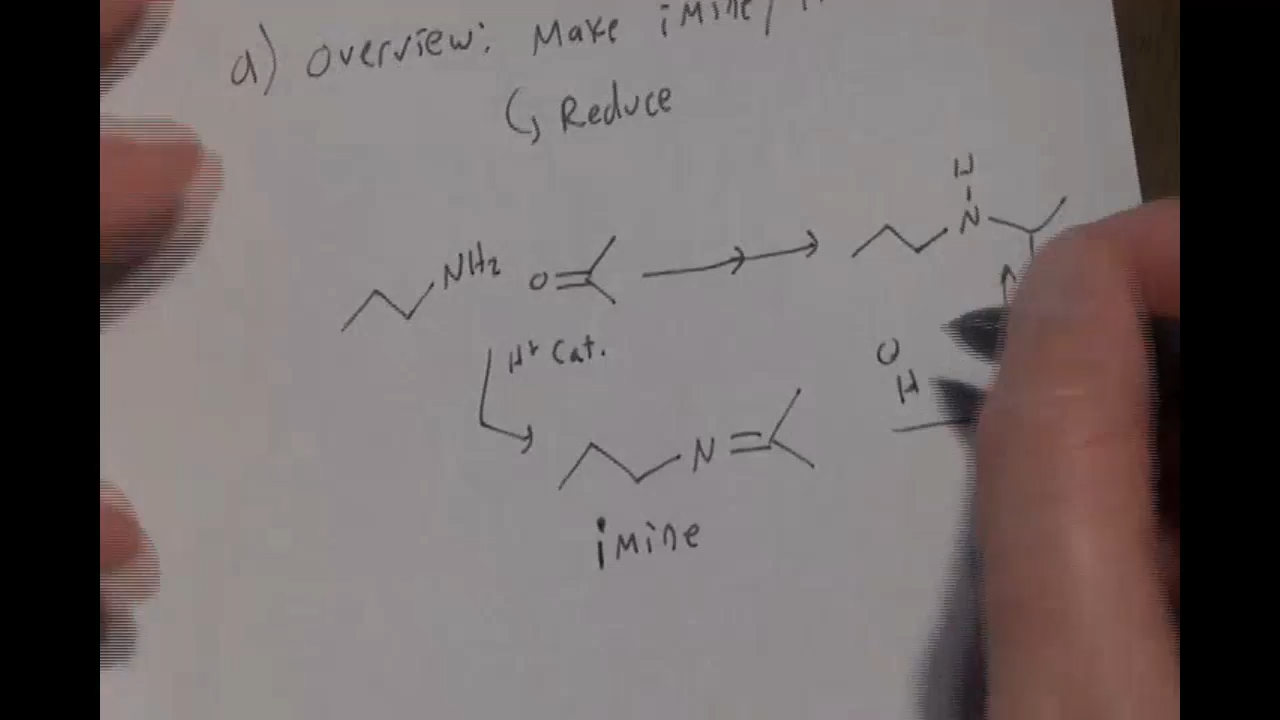 a) Overview: Make imine/
↳ Reduce
H
N
NH₂ O
H⁺ Cat.
O
H
N
imine